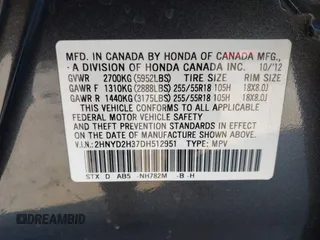 MFD. IN CANADA BY HONDA OF CANADA MFG.,
A DIVISION OF HONDA CANADA INC. 10/12
GVWR 2700KG (5952LBS) TIRE SIZE RIM SIZE
GAWR F 1310KG (2888LBS) 255/55R18 105H 18X8.0J
GAWR R 1440KG (3175LBS) 255/55R18 105H 18X8.0J
THIS VEHICLE CONFORMS TO ALL APPLICABLE
FEDERAL MOTOR VEHICLE SAFETY AND THEFT
PREVENTION STANDARDS IN EFFECT ON THE
DATE OF MANUFACTURE SHOWN ABOVE.
V.I.N.: 2HNYD2H37DH512951 TYPE: MPV
STX D AB5 NH782M B H
©DREAMBID